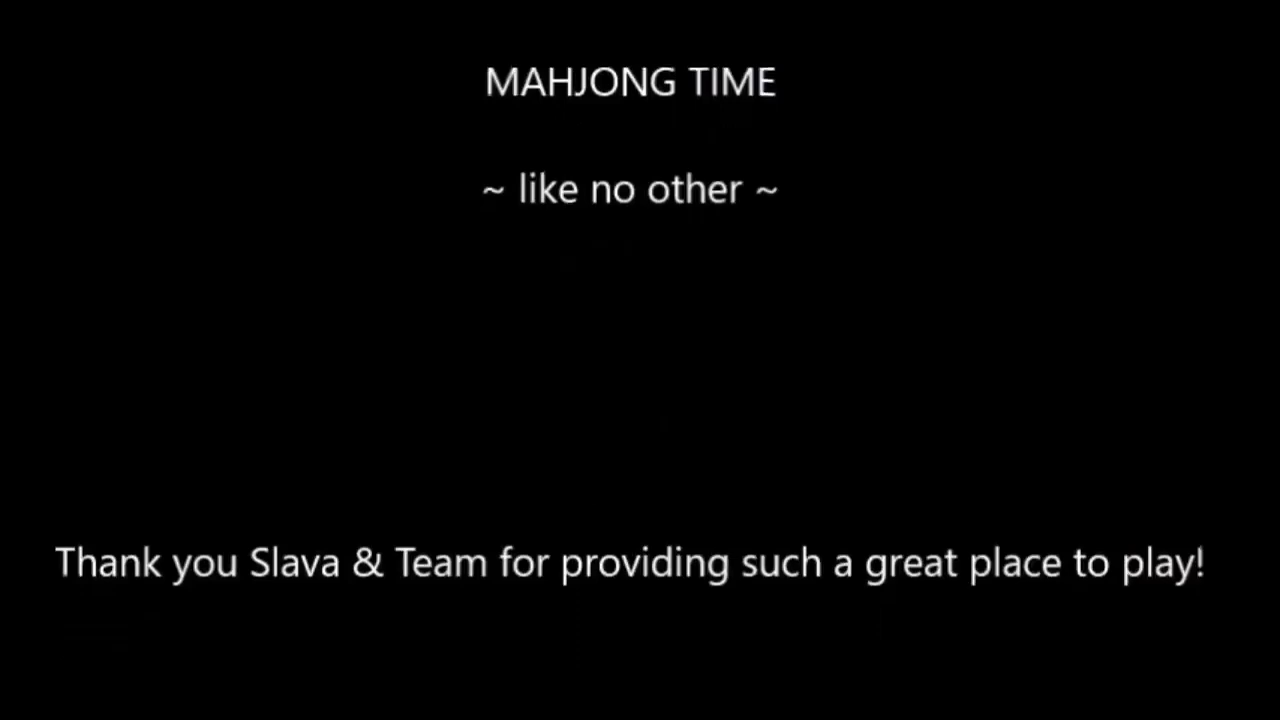 MAHJONG TIME
~ like no other ~
Thank you Slava & Team for providing such a great place to play!